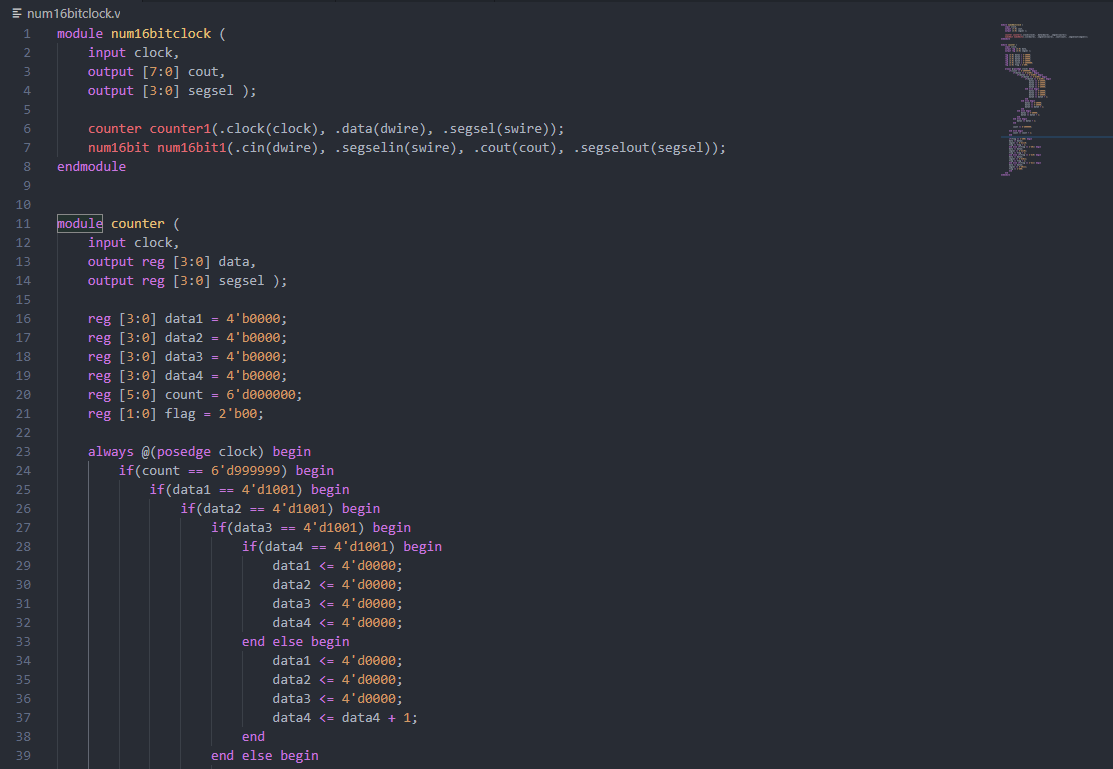 num16bitclock.v
1 module num16bitclock (
2     input clock,
3     output [7:0] cout,
4     output [3:0] segsel );
5
6     counter counter1(.clock(clock), .data(dwire), .segsel(swire));
7     num16bit num16bit1(.cin(dwire), .segselin(swire), .cout(cout), .segselout(segsel));
8 endmodule
9
10
11 module counter (
12     input clock,
13     output reg [3:0] data,
14     output reg [3:0] segsel );
15
16     reg [3:0] data1 = 4'b0000;
17     reg [3:0] data2 = 4'b0000;
18     reg [3:0] data3 = 4'b0000;
19     reg [3:0] data4 = 4'b0000;
20     reg [5:0] count = 6'd000000;
21     reg [1:0] flag = 2'b00;
22
23     always @(posedge clock) begin
24         if(count == 6'd999999) begin
25             if(data1 == 4'd1001) begin
26                 if(data2 == 4'd1001) begin
27                     if(data3 == 4'd1001) begin
28                         if(data4 == 4'd1001) begin
29                             data1 <= 4'd0000;
30                             data2 <= 4'd0000;
31                             data3 <= 4'd0000;
32                             data4 <= 4'd0000;
33                         end else begin
34                             data1 <= 4'd0000;
35                             data2 <= 4'd0000;
36                             data3 <= 4'd0000;
37                             data4 <= data4 + 1;
38                         end
39                     end else begin